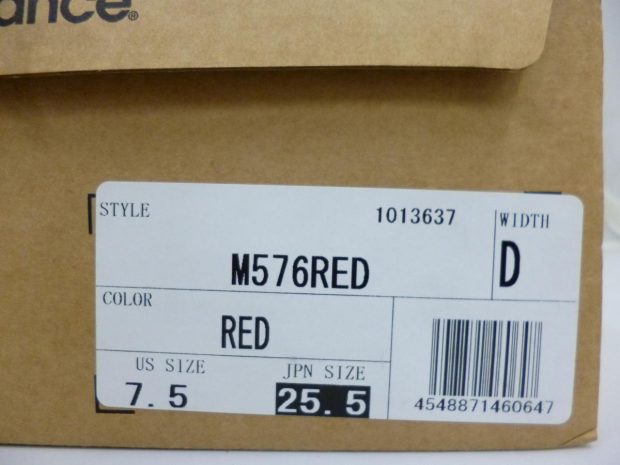 ance®
STYLE 1013637 WIDTH
M576RED D
COLOR
RED
US SIZE JPN SIZE
7.5 25.5
4548871460647